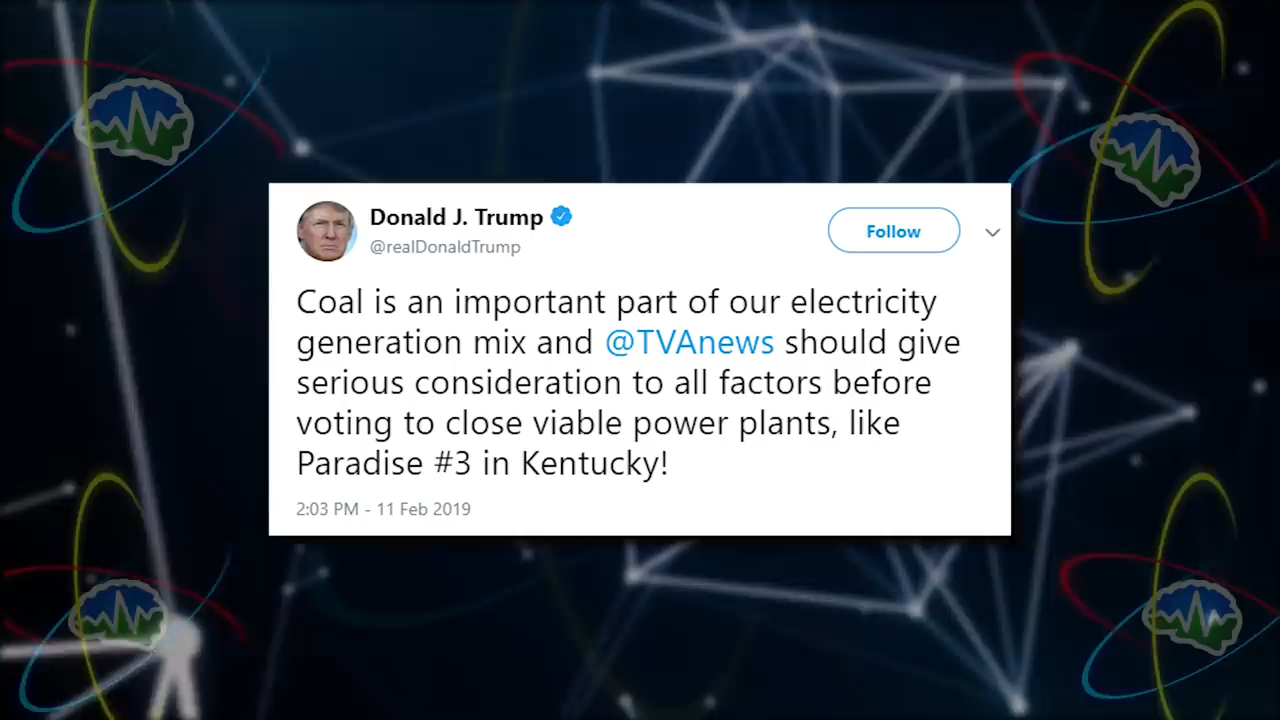 Donald J. Trump
@realDonaldTrump
Follow
Coal is an important part of our electricity
generation mix and @TVAnews should give
serious consideration to all factors before
voting to close viable power plants, like
Paradise #3 in Kentucky!
2:03 PM - 11 Feb 2019